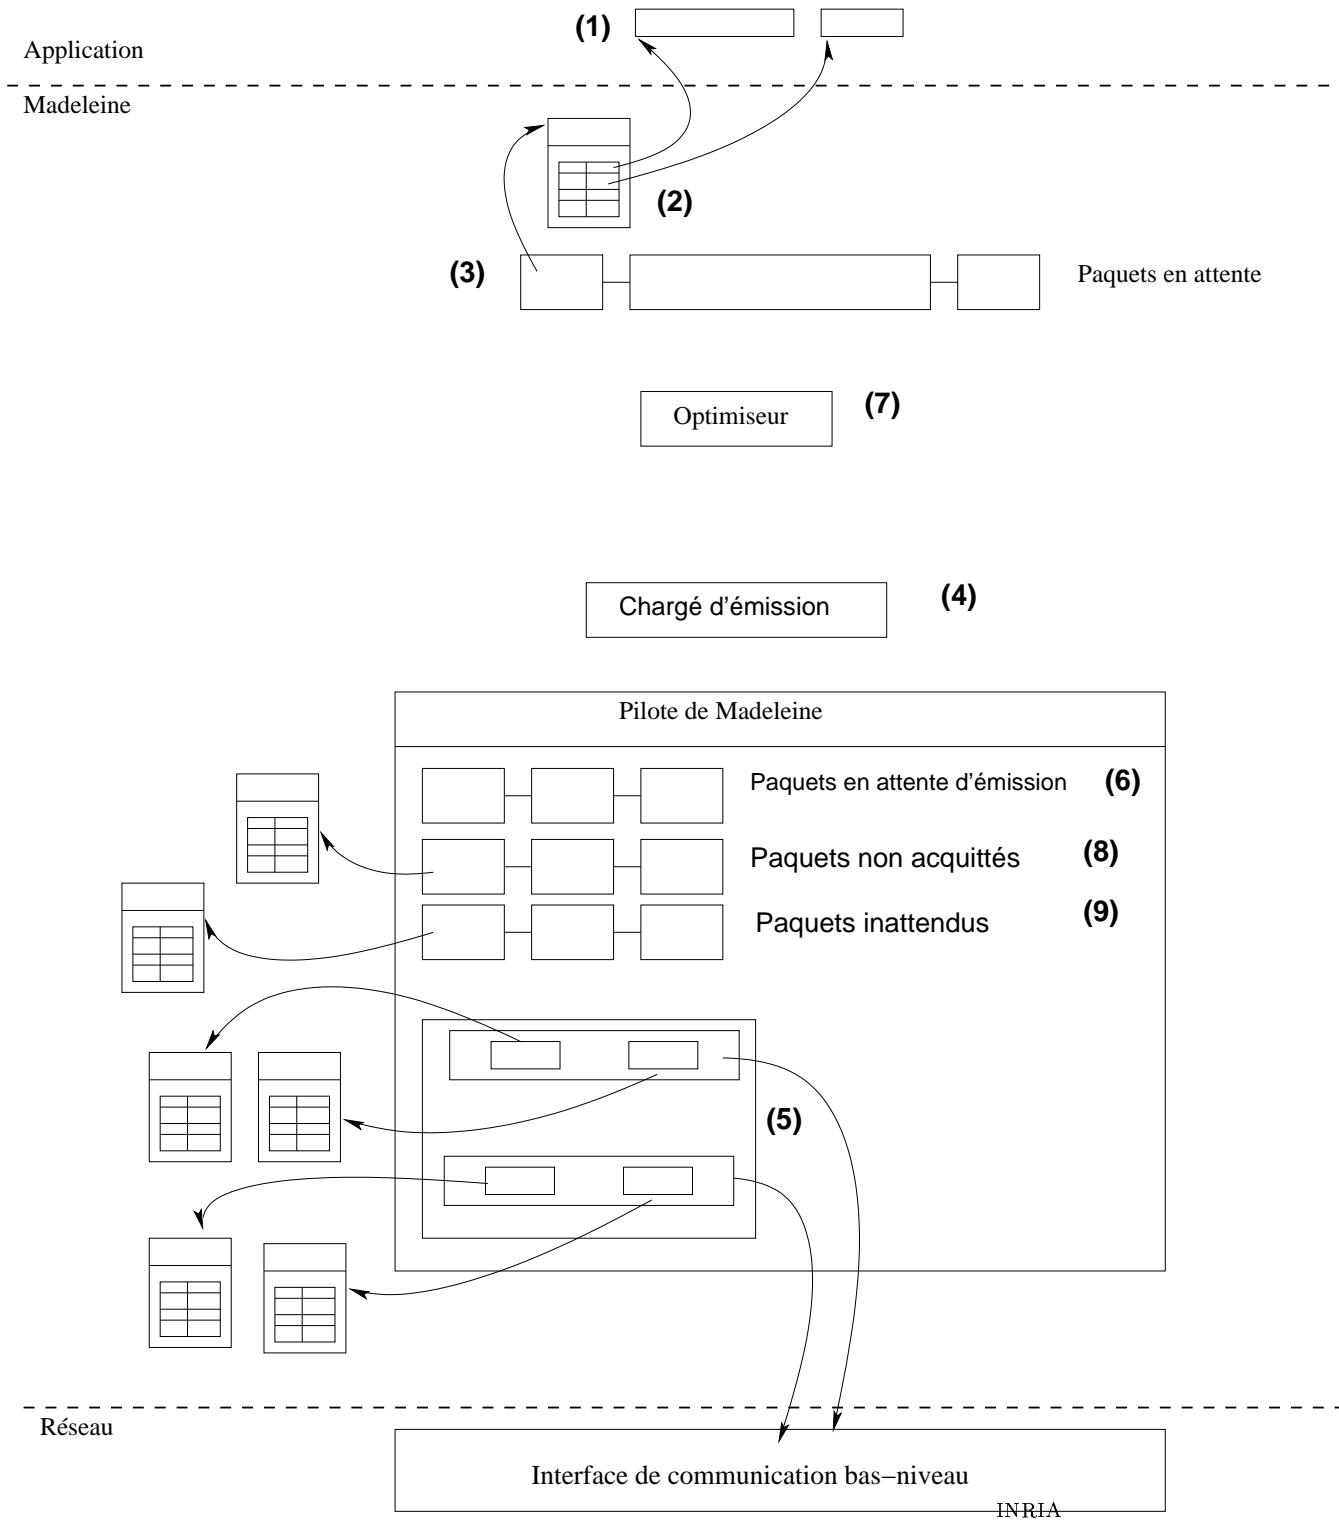 (1)
Application
Madeleine
(2)
(3)
Paquets en attente
Optimiseur
(7)
Chargé d'émission
(4)
Pilote de Madeleine
Paquets en attente d'émission
(6)
Paquets non acquittés
(8)
Paquets inattendus
(9)
(5)
Réseau
Interface de communication bas–niveau
INRIA